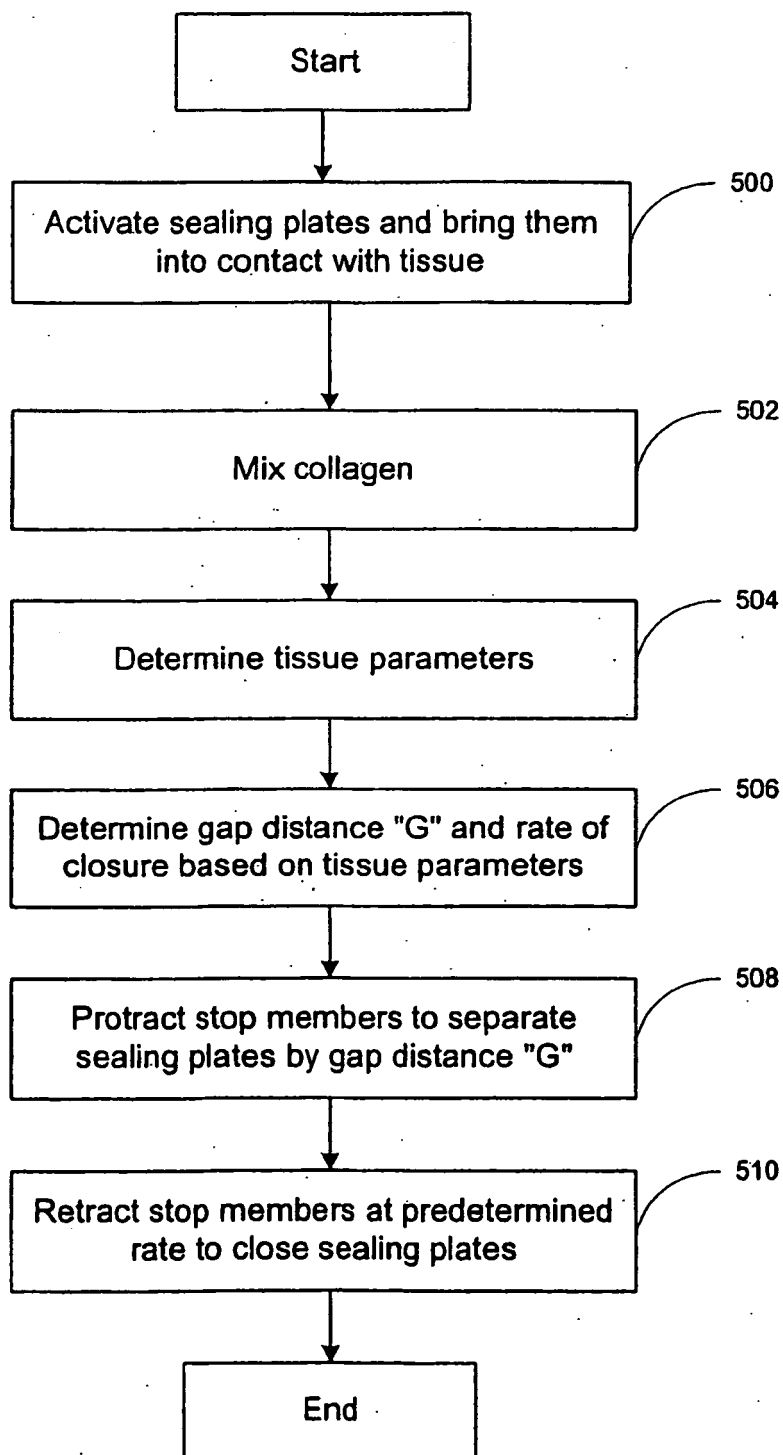 Start
Activate sealing plates and bring them
into contact with tissue
500
Mix collagen
502
Determine tissue parameters
504
Determine gap distance "G" and rate of
closure based on tissue parameters
506
Protract stop members to separate
sealing plates by gap distance "G"
508
Retract stop members at predetermined
rate to close sealing plates
510
End